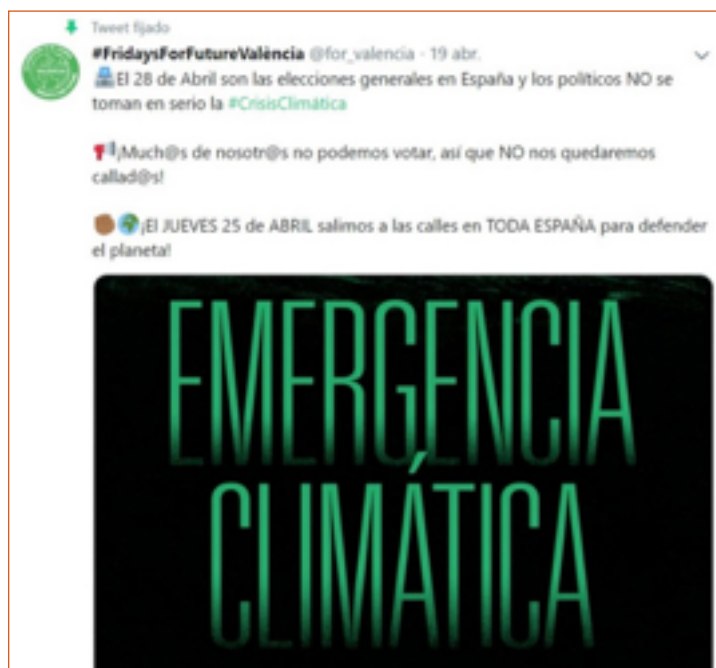 Tweet fijado
#FridaysForFutureValència @for_valencia · 19 abr.
El 28 de Abril son las elecciones generales en España y los políticos NO se
toman en serio la #CrisisClimática
¡Much@s de nosotr@s no podemos votar, así que NO nos quedaremos
callad@s!
¡El JUEVES 25 de ABRIL salimos a las calles en TODA ESPAÑA para defender
el planeta!
EMERGENCIA
CLIMÁTICA